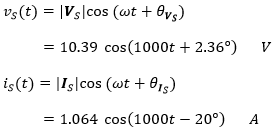 v_S(t) = |V_S|cos (ωt + θ_{V_S})
= 10.39 cos(1000t + 2.36°) V
i_S(t) = |I_S|cos (ωt + θ_{I_S})
= 1.064 cos(1000t − 20° ) A